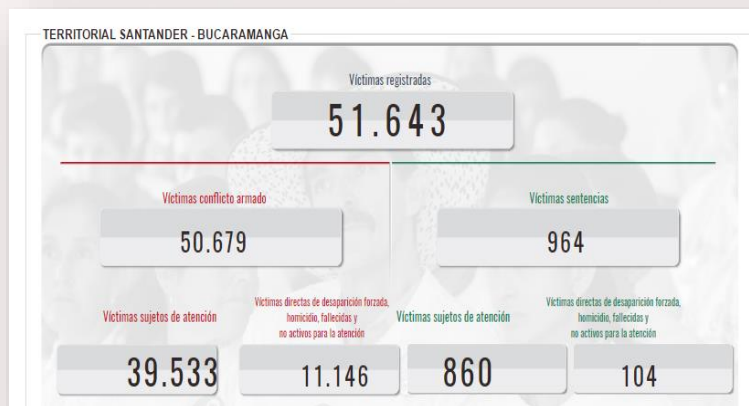 TERRITORIAL SANTANDER - BUCARAMANGA
Víctimas registradas
51.643
Víctimas conflicto armado
50.679
Víctimas sentencias
964
Víctimas sujetos de atención
39.533
Víctimas directas de desaparición forzada,
homicidio, fallecidas y
no activos para la atención
11.146
Víctimas sujetos de atención
860
Víctimas directas de desaparición forzada,
homicidio, fallecidas y
no activos para la atención
104